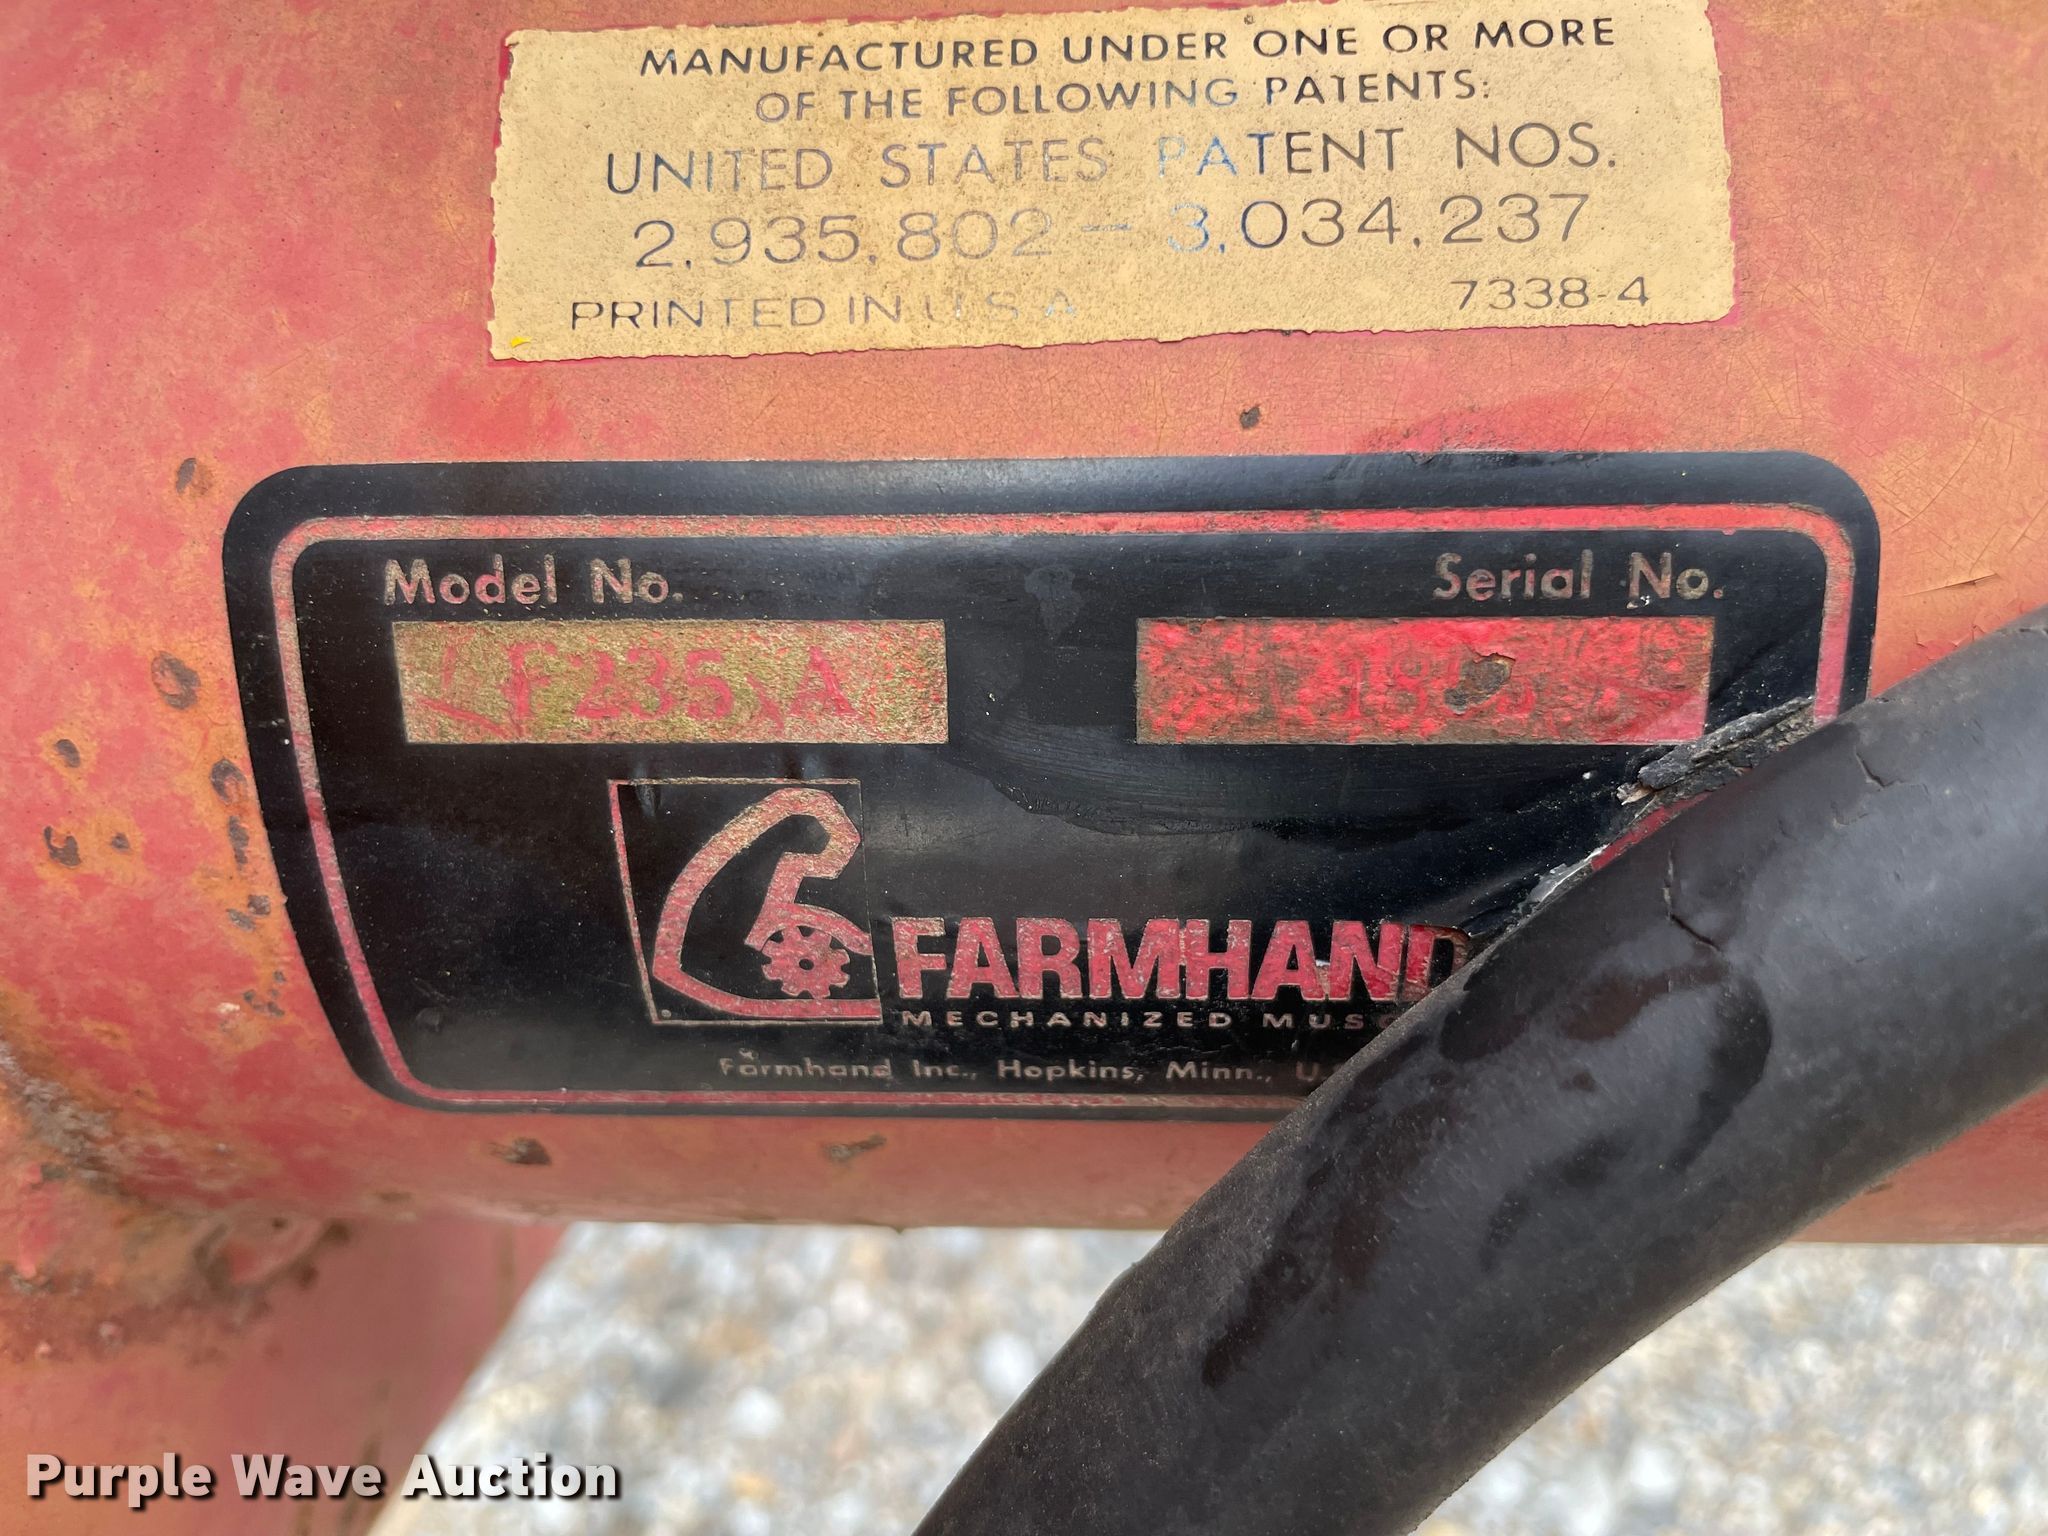 MANUFACTURED UNDER ONE OR MORE
OF THE FOLLOWING PATENTS:
UNITED STATES PATENT NOS.
2,935,802 - 3,034,237
PRINTED IN U.S.A 7338-4
Model No. Serial No.
F235 A
FARMHAND
MECHANIZED
Farmhand Inc., Hopkins, Minn.,
Purple Wave Auction